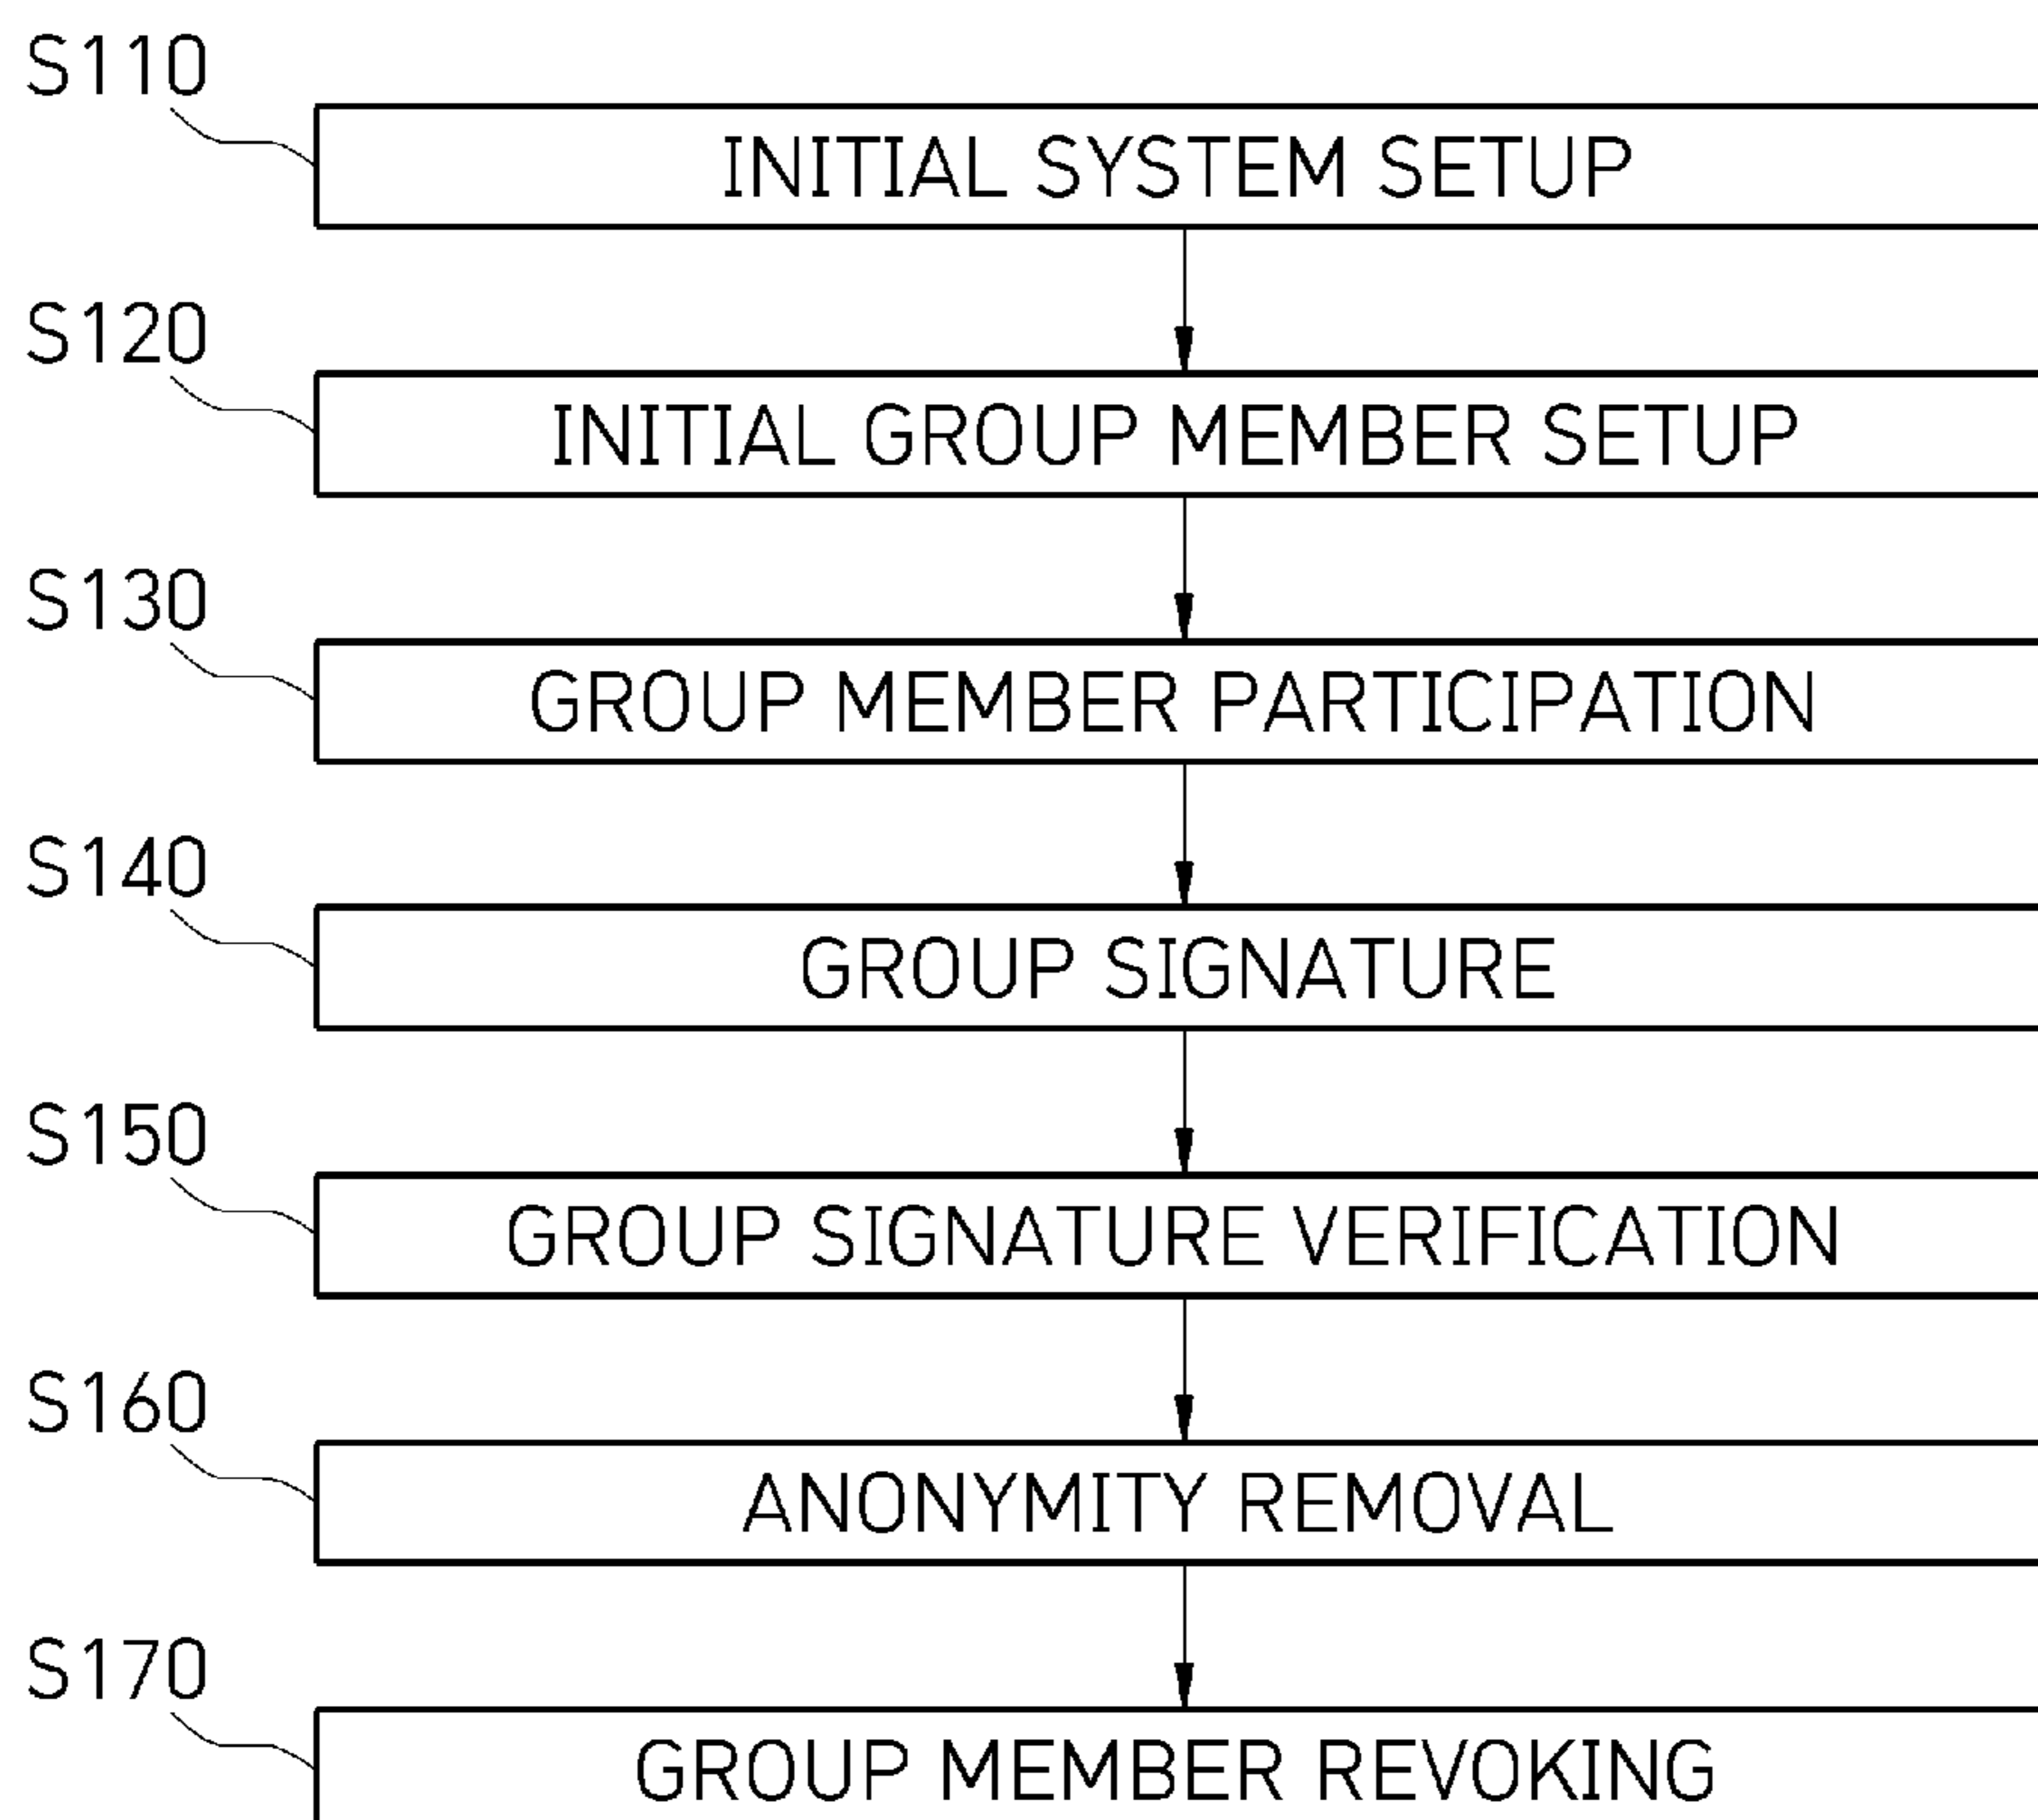 S110
INITIAL SYSTEM SETUP
S120
INITIAL GROUP MEMBER SETUP
S130
GROUP MEMBER PARTICIPATION
S140
GROUP SIGNATURE
S150
GROUP SIGNATURE VERIFICATION
S160
ANONYMITY REMOVAL
S170
GROUP MEMBER REVOKING